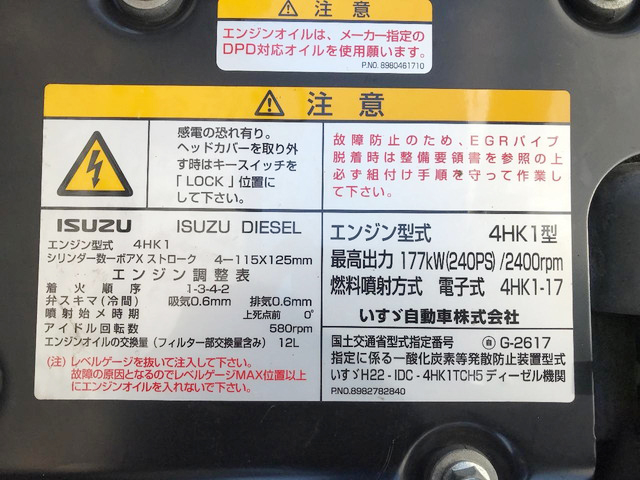 ⚠ 注意
エンジンオイルは、メーカー指定の
DPD対応オイルを使用願います。
P.NO. 8980461710
⚠ 注意
感電の恐れ有り。
ヘッドカバーを取り外
す時はキースイッチを
「LOCK」位置に
して下さい。
故障防止のため、EGRパイプ
脱着時は整備要領書を参照の上
必ず組付け手順を守って作業し
て下さい。
ISUZU ISUZU DIESEL
エンジン型式 4HK1
シリンダー数ーボアX ストローク 4ー115X125mm
エンジン調整表
着火順序 1-3-4-2
弁スキマ(冷間) 吸気0.6mm 排気0.6mm
噴射始メ時期 上死点前 0°
アイドル回転数 580rpm
エンジンオイルの交換量 (フィルター部交換量含み) 12L
(注) レベルゲージを抜いて注入して下さい。
故障の原因となるのでレベルゲージMAX位置以上
にエンジンオイルを入れないで下さい。
エンジン型式 4HK1型
最高出力 177kW(240PS) /2400rpm
燃料噴射方式 電子式 4HK1-17
いすゞ自動車株式会社
国土交通省型式指定番号 自 G-2617
指定に係る一酸化炭素等発散防止装置型式
いすゞH22 - IDC - 4HK1TCH5 ディーゼル機関
P.NO. 8982782840